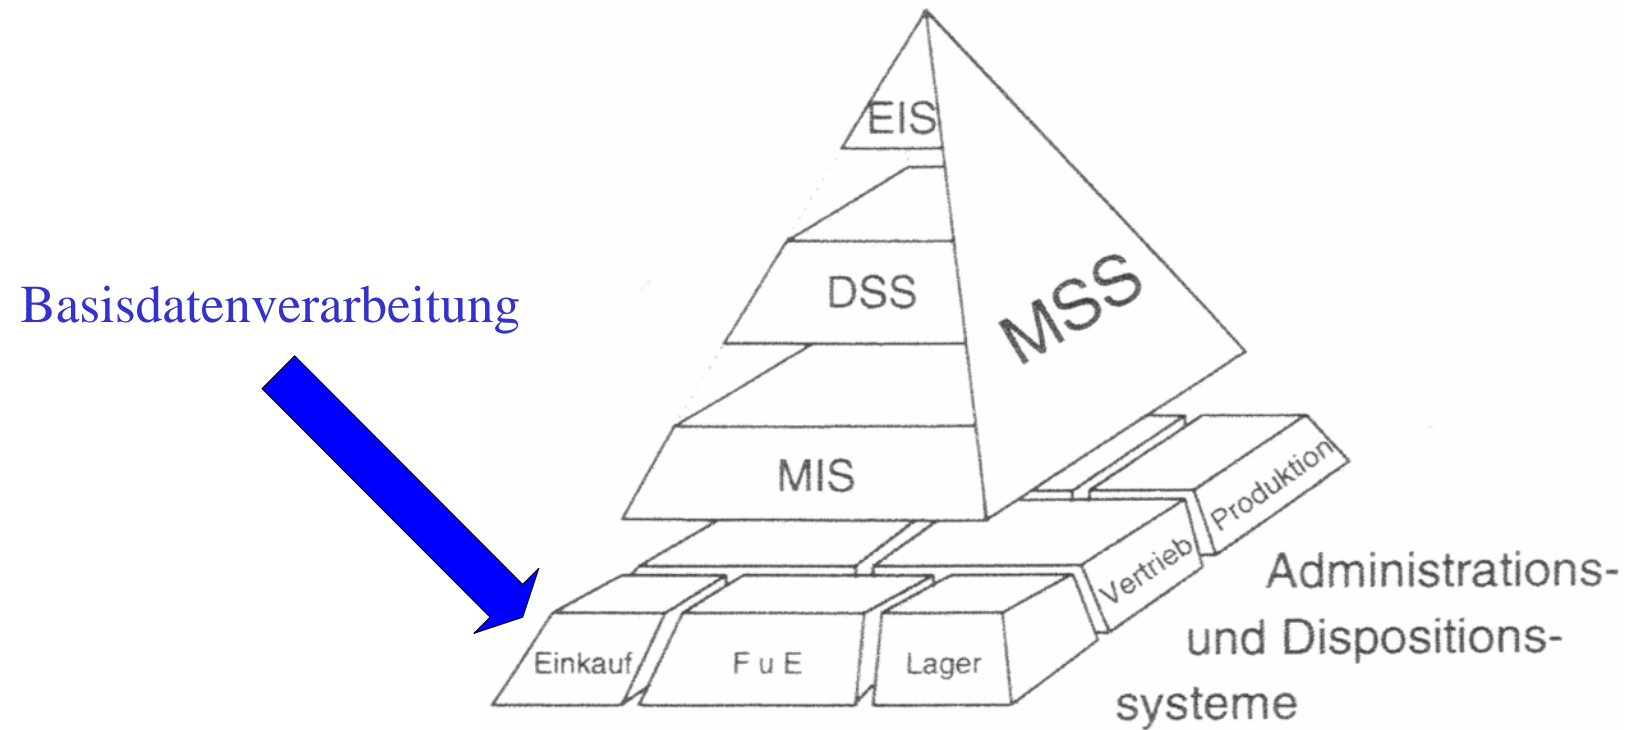 EIS
DSS
MSS
Basisdatenverarbeitung
MIS
Produktion
Vertrieb
Einkauf
F u E
Lager
Administrations-
und Dispositions-
systeme